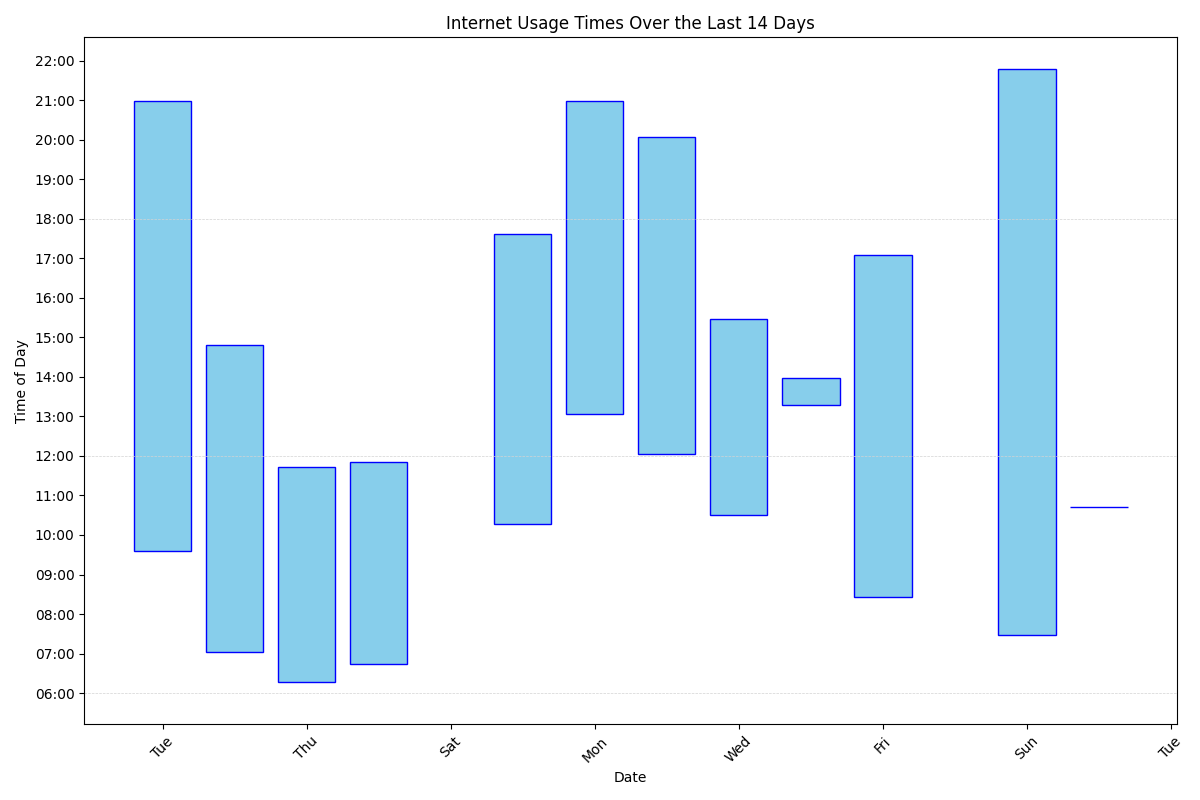 Internet Usage Times Over the Last 14 Days
22:00
21:00
20:00
19:00
18:00
17:00
16:00
15:00
14:00
13:00
12:00
11:00
10:00
09:00
08:00
07:00
06:00
Time of Day
Tue
Thu
Sat
Mon
Wed
Fri
Sun
Tue
Date